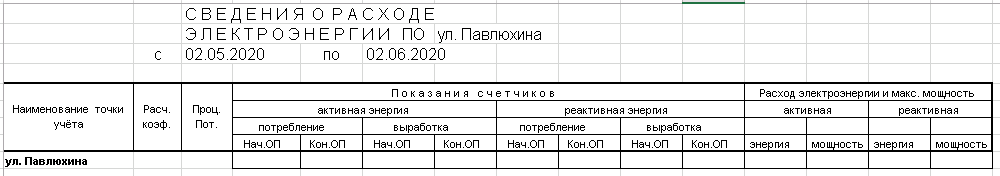 СВЕДЕНИЯ О РАСХОДЕ
ЭЛЕКТРОЭНЕРГИИ ПО ул. Павлюхина
с 02.05.2020 по 02.06.2020
Показания счетчиков Расход электроэнергии и макс. мощность
Наименование точки учёта Расч. коэф. Проц. Пот. активная энергия реактивная энергия активная реактивная
потребление выработка потребление выработка
Нач.ОП Кон.ОП Нач.ОП Кон.ОП Нач.ОП Кон.ОП Нач.ОП Кон.ОП энергия мощность энергия мощность
ул. Павлюхина